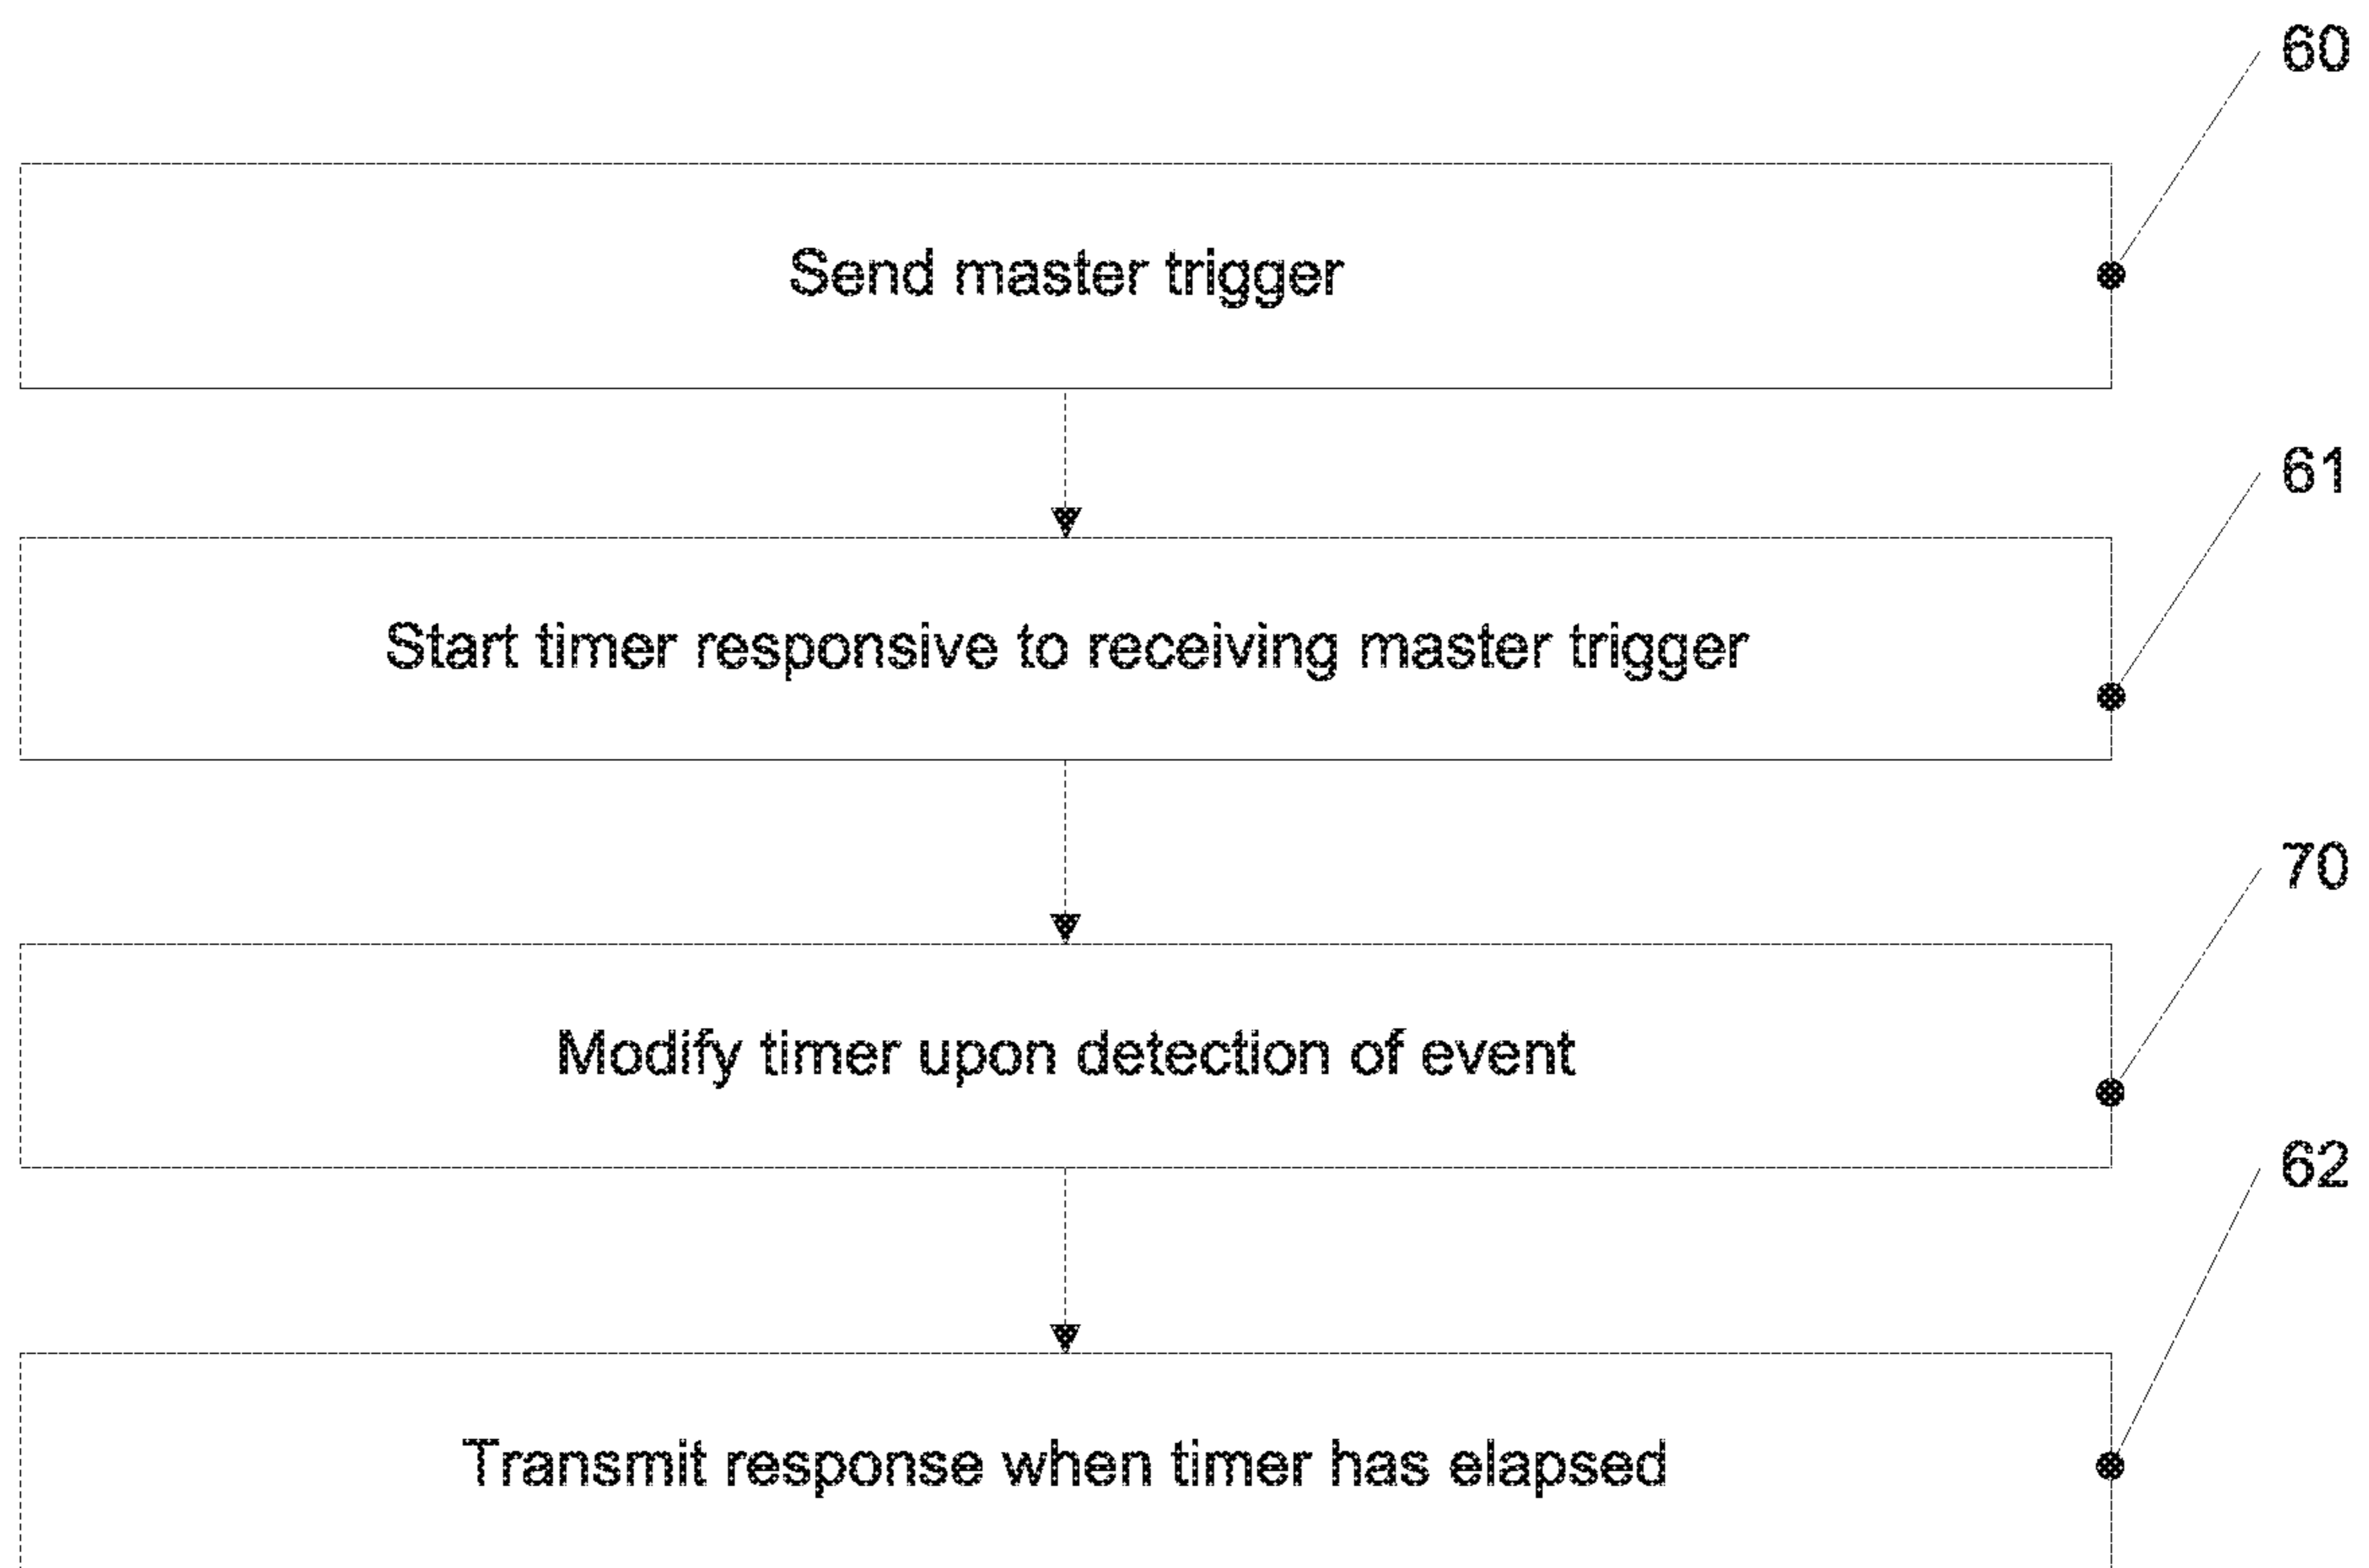 60
Send master trigger
61
Start timer responsive to receiving master trigger
70
Modify timer upon detection of event
62
Transmit response when timer has elapsed